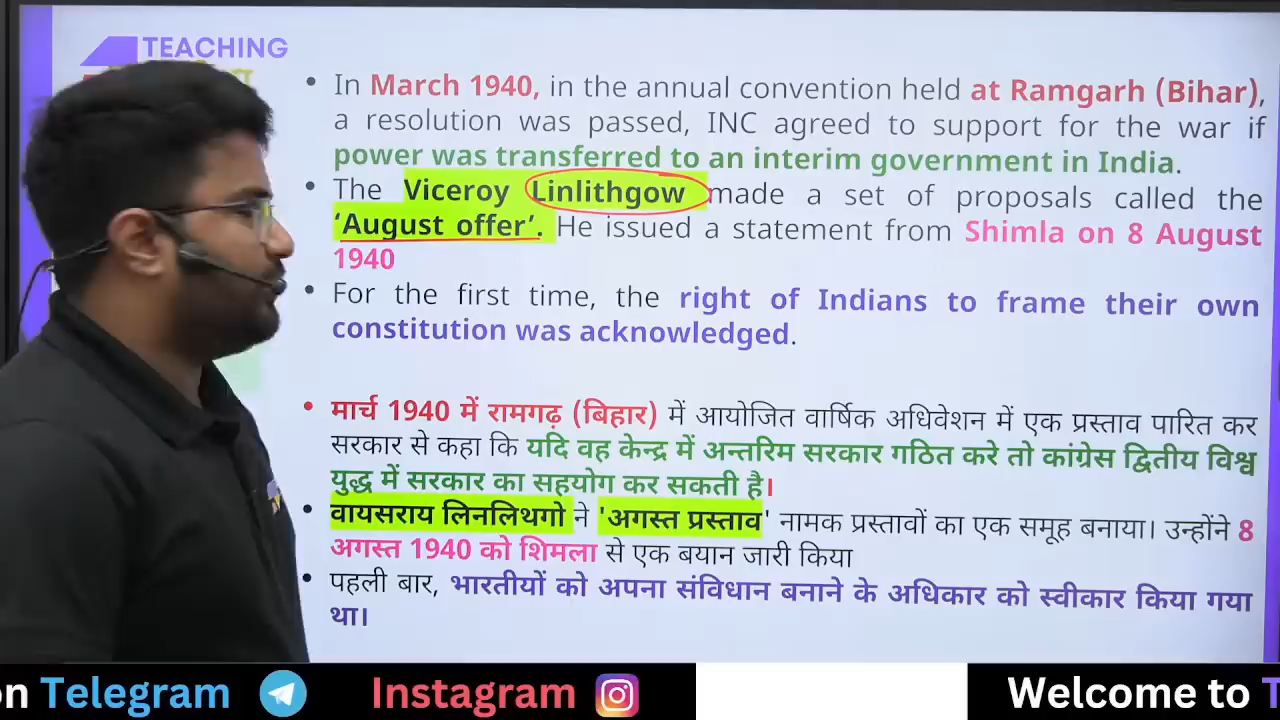 TEACHING
• In March 1940, in the annual convention held at Ramgarh (Bihar),
a resolution was passed, INC agreed to support for the war if
power was transferred to an interim government in India.
• The Viceroy Linlithgow made a set of proposals called the
‘August offer’. He issued a statement from Shimla on 8 August
1940
• For the first time, the right of Indians to frame their own
constitution was acknowledged.
• मार्च 1940 में रामगढ़ (बिहार) में आयोजित वार्षिक अधिवेशन में एक प्रस्ताव पारित कर
सरकार से कहा कि यदि वह केन्द्र में अन्तरिम सरकार गठित करे तो कांग्रेस द्वितीय विश्व
युद्ध में सरकार का सहयोग कर सकती है।
• वायसराय लिनलिथगो ने 'अगस्त प्रस्ताव' नामक प्रस्तावों का एक समूह बनाया। उन्होंने 8
अगस्त 1940 को शिमला से एक बयान जारी किया
• पहली बार, भारतीयों को अपना संविधान बनाने के अधिकार को स्वीकार किया गया
था।
on Telegram Instagram Welcome to